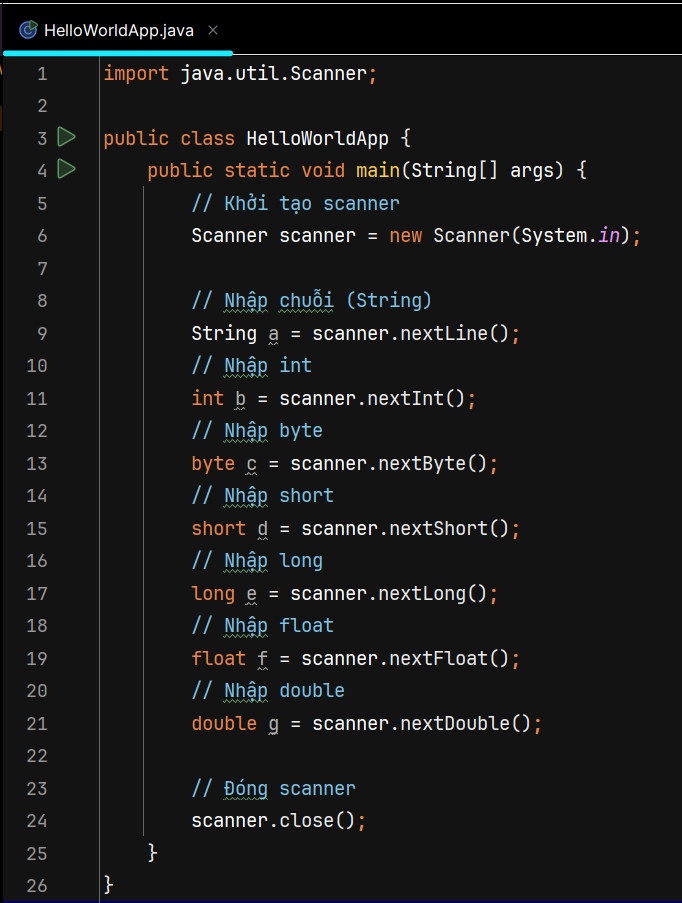 HelloWorldApp.java ×
1 import java.util.Scanner;
2
3 public class HelloWorldApp {
4     public static void main(String[] args) {
5         // Khởi tạo scanner
6         Scanner scanner = new Scanner(System.in);
7
8         // Nhập chuỗi (String)
9         String a = scanner.nextLine();
10         // Nhập int
11         int b = scanner.nextInt();
12         // Nhập byte
13         byte c = scanner.nextByte();
14         // Nhập short
15         short d = scanner.nextShort();
16         // Nhập long
17         long e = scanner.nextLong();
18         // Nhập float
19         float f = scanner.nextFloat();
20         // Nhập double
21         double g = scanner.nextDouble();
22
23         // Đóng scanner
24         scanner.close();
25     }
26 }